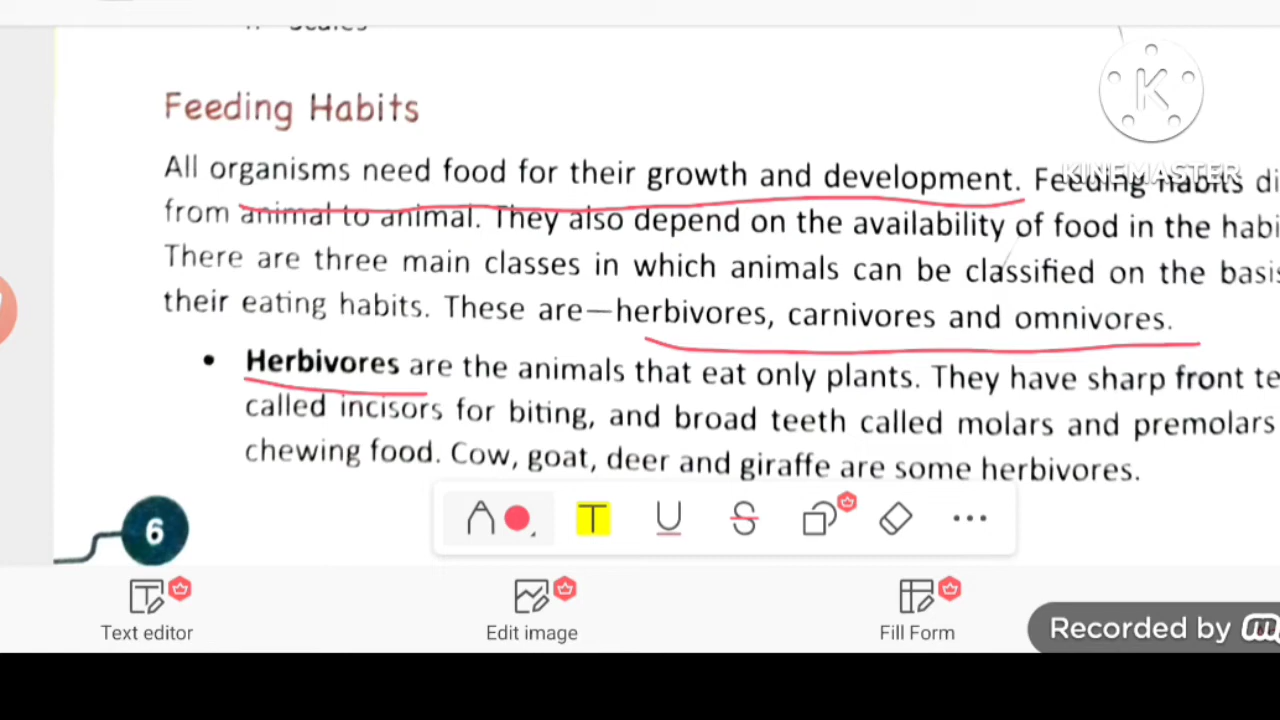 Feeding Habits
All organisms need food for their growth and development. Feeding habits
from animal to animal. They also depend on the availability of food in the
There are three main classes in which animals can be classified on the
their eating habits. These are—herbivores, carnivores and omnivores.
• Herbivores are the animals that eat only plants. They have sharp front
called incisors for biting, and broad teeth called molars and premolars
chewing food. Cow, goat, deer and giraffe are some herbivores.
6
K
KINEMASTER
Text editor
Edit image
Fill Form
Recorded by